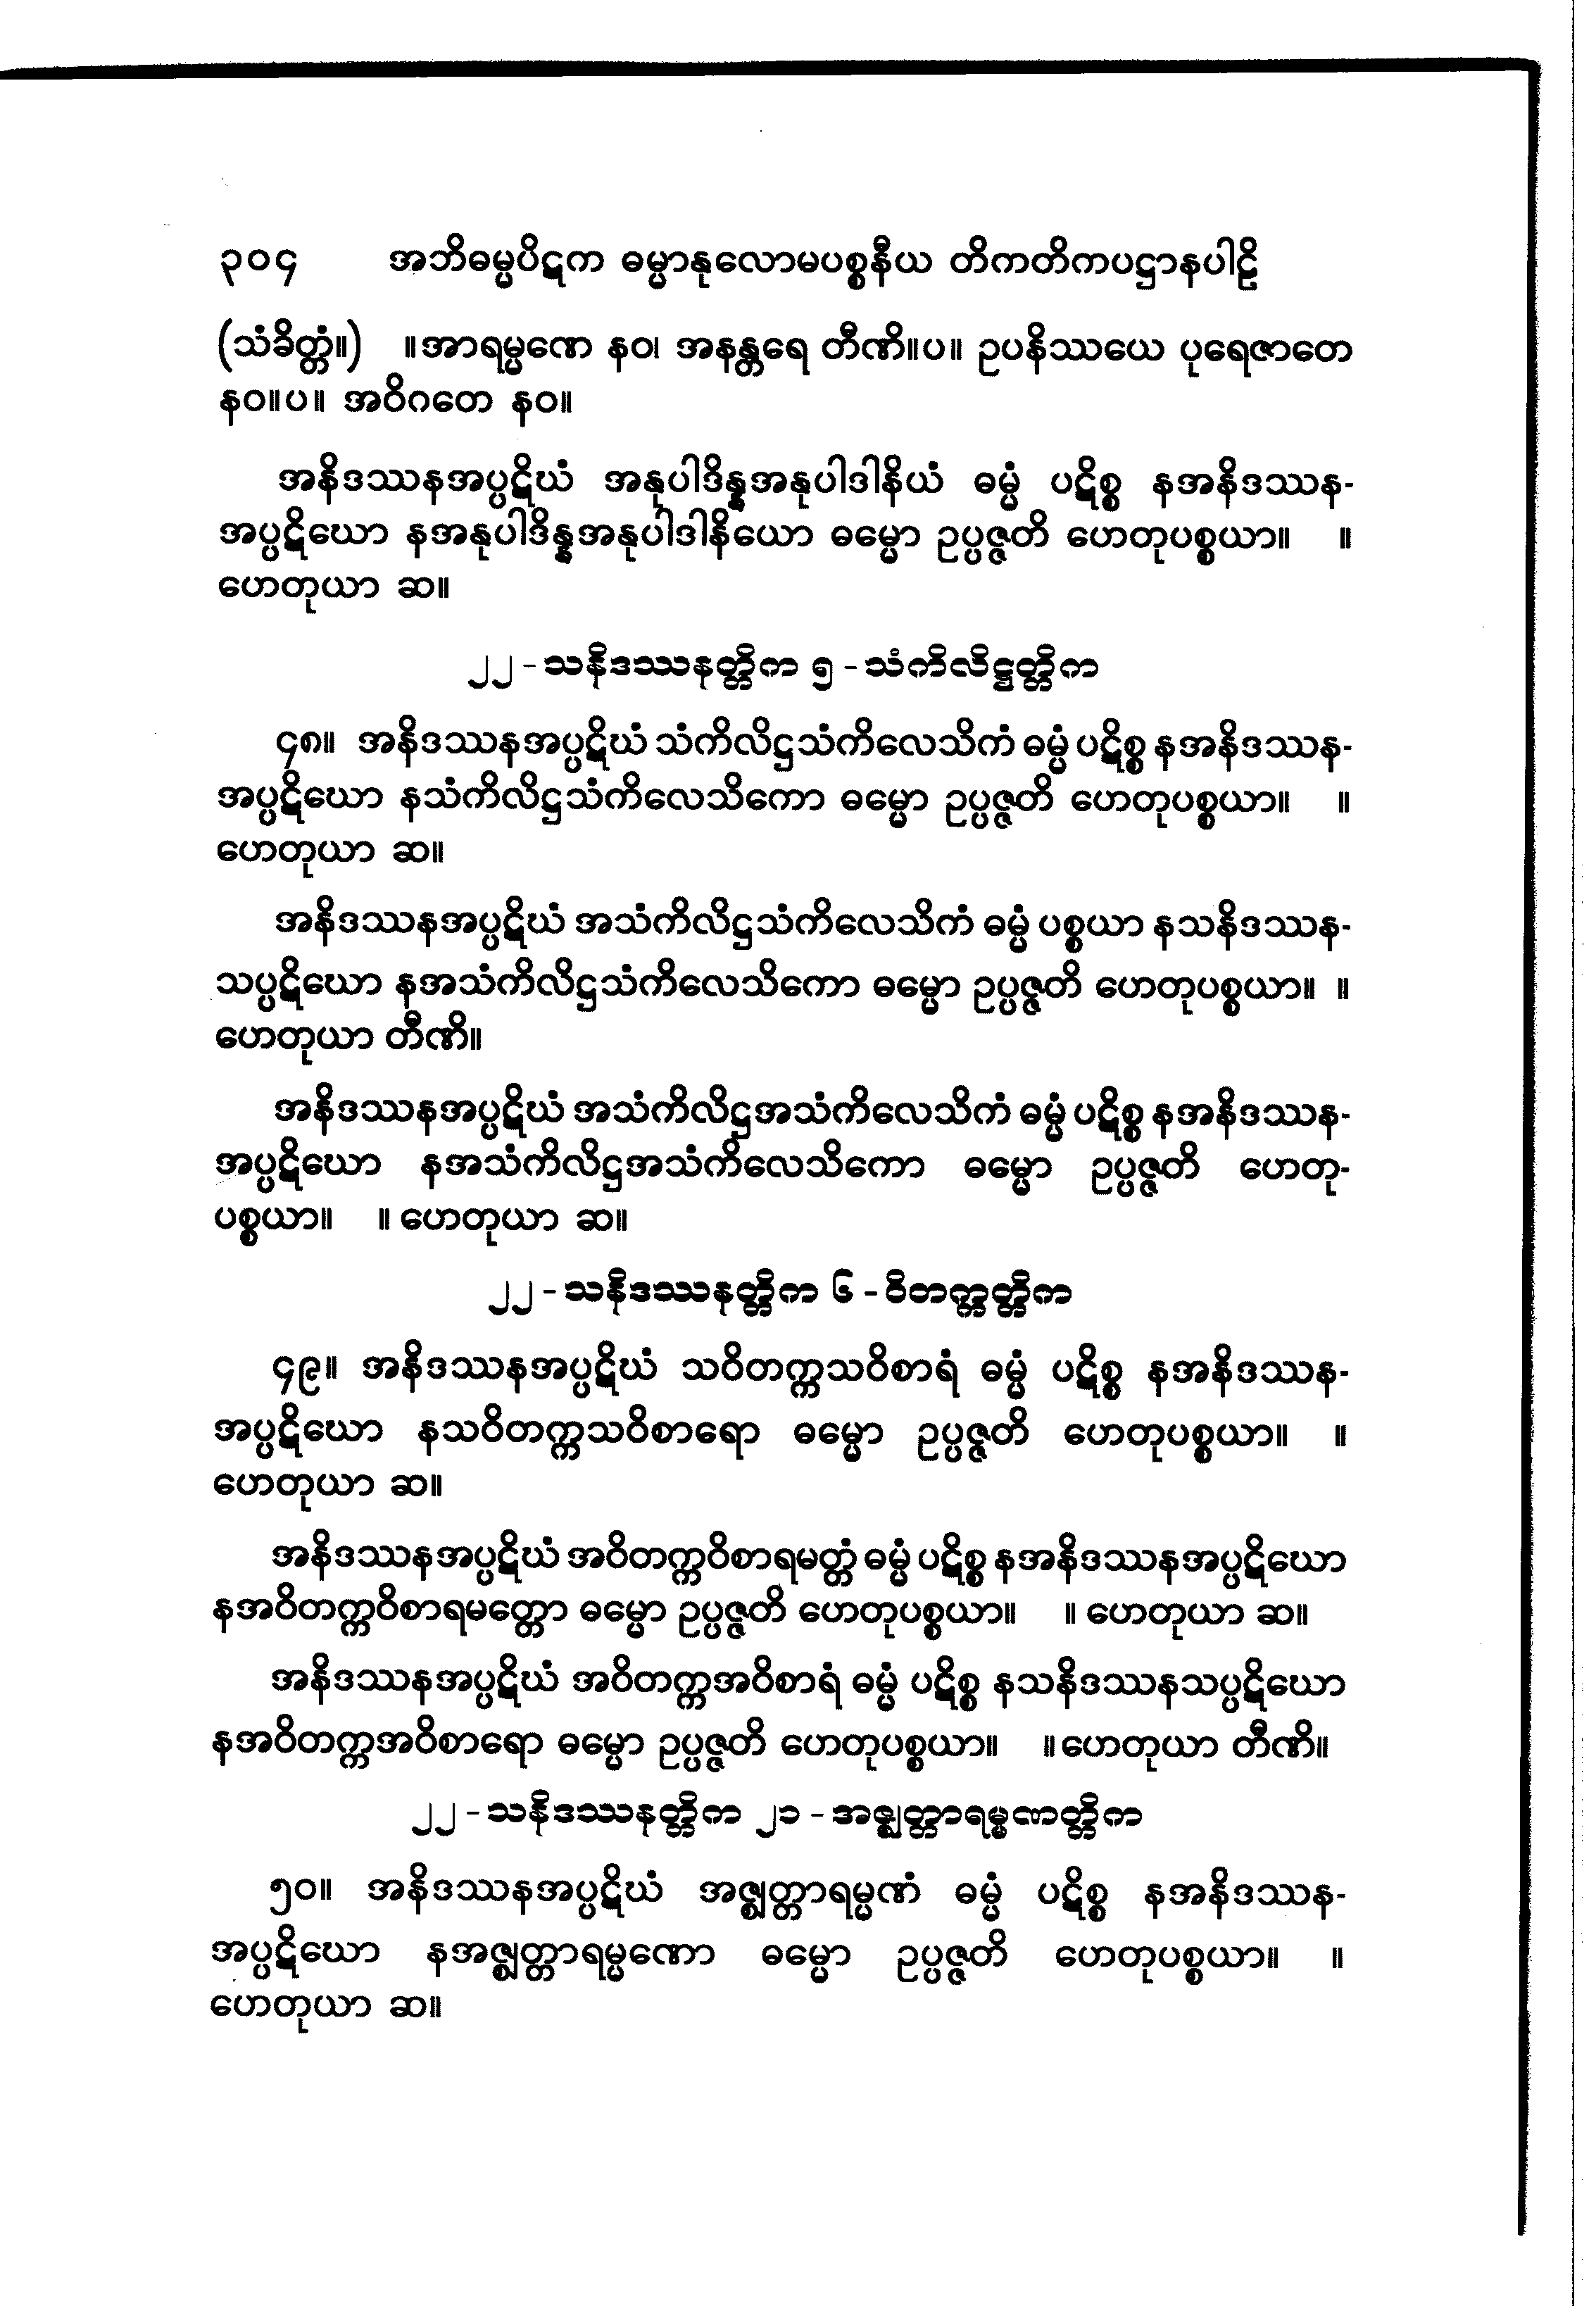 ၃၀၄ အဘိဓမ္မပိဋက ဓမ္မာနုလောမပစ္စနီယ တိကတိကပဋ္ဌာနပါဠိ
(သံခိတ္တံ။) ။အာရမ္မဏေ နဝ၊ အနန္တရေ တီဏိ။ပ။ ဥပနိဿယေ ပုရေဇာတေ
နဝ။ပ။ အဝိဂတေ နဝ။
အနိဒဿနအပ္ပဋိဃံ အနုပါဒိန္နအနုပါဒါနိယံ ဓမ္မံ ပဋိစ္စ နအနိဒဿန-
အပ္ပဋိဃော နအနုပါဒိန္နအနုပါဒါနိယော ဓမ္မော ဥပ္ပဇ္ဇတိ ဟေတုပစ္စယာ။ ။
ဟေတုယာ ဆ။
၂၂-သနိဒဿနတ္တိက ၅-သံကိလိဋ္ဌတ္တိက
၄၈။ အနိဒဿနအပ္ပဋိဃံ သံကိလိဋ္ဌသံကိလေသိကံ ဓမ္မံ ပဋိစ္စ နအနိဒဿန-
အပ္ပဋိဃော နသံကိလိဋ္ဌသံကိလေသိကော ဓမ္မော ဥပ္ပဇ္ဇတိ ဟေတုပစ္စယာ။ ။
ဟေတုယာ ဆ။
အနိဒဿနအပ္ပဋိဃံ အသံကိလိဋ္ဌသံကိလေသိကံ ဓမ္မံ ပစ္စယာ နသနိဒဿန-
သပ္ပဋိဃော နအသံကိလိဋ္ဌသံကိလေသိကော ဓမ္မော ဥပ္ပဇ္ဇတိ ဟေတုပစ္စယာ။ ။
ဟေတုယာ တီဏိ။
အနိဒဿနအပ္ပဋိဃံ အသံကိလိဋ္ဌအသံကိလေသိကံ ဓမ္မံ ပဋိစ္စ နအနိဒဿန-
အပ္ပဋိဃော နအသံကိလိဋ္ဌအသံကိလေသိကော ဓမ္မော ဥပ္ပဇ္ဇတိ ဟေတု-
ပစ္စယာ။ ။ ဟေတုယာ ဆ။
၂၂-သနိဒဿနတ္တိက ၆-ဝိတက္ကတ္တိက
၄၉။ အနိဒဿနအပ္ပဋိဃံ သဝိတက္ကသဝိစာရံ ဓမ္မံ ပဋိစ္စ နအနိဒဿန-
အပ္ပဋိဃော နသဝိတက္ကသဝိစာရော ဓမ္မော ဥပ္ပဇ္ဇတိ ဟေတုပစ္စယာ။ ။
ဟေတုယာ ဆ။
အနိဒဿနအပ္ပဋိဃံ အဝိတက္ကဝိစာရမတ္တံ ဓမ္မံ ပဋိစ္စ နအနိဒဿနအပ္ပဋိဃော
နအဝိတက္ကဝိစာရမတ္တော ဓမ္မော ဥပ္ပဇ္ဇတိ ဟေတုပစ္စယာ။ ။ ဟေတုယာ ဆ။
အနိဒဿနအပ္ပဋိဃံ အဝိတက္ကအဝိစာရံ ဓမ္မံ ပဋိစ္စ နသနိဒဿနသပ္ပဋိဃော
နအဝိတက္ကအဝိစာရော ဓမ္မော ဥပ္ပဇ္ဇတိ ဟေတုပစ္စယာ။ ။ဟေတုယာ တီဏိ။
၂၂-သနိဒဿနတ္တိက ၂၁-အဇ္ဈတ္တာရမ္မဏတ္တိက
၅၀။ အနိဒဿနအပ္ပဋိဃံ အဇ္ဈတ္တာရမ္မဏံ ဓမ္မံ ပဋိစ္စ နအနိဒဿန-
အပ္ပဋိဃော နအဇ္ဈတ္တာရမ္မဏော ဓမ္မော ဥပ္ပဇ္ဇတိ ဟေတုပစ္စယာ။ ။
ဟေတုယာ ဆ။